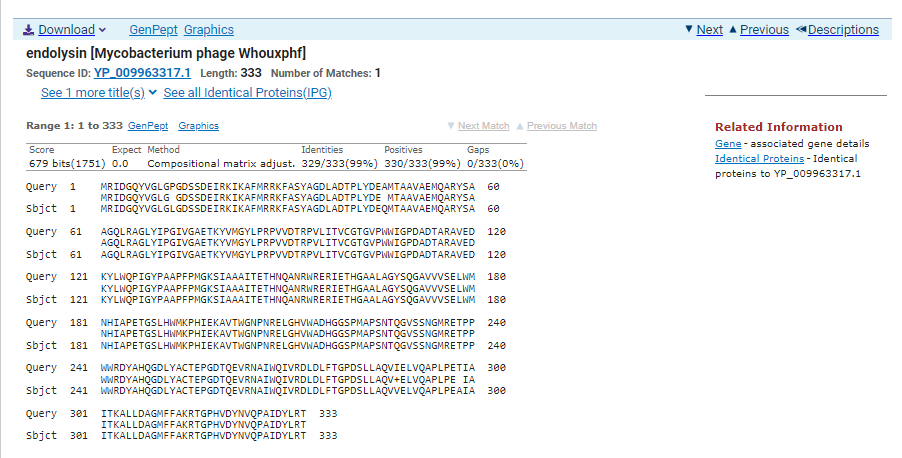 Download GenPept Graphics Next Previous Descriptions
endolysin [Mycobacterium phage Whouxphf]
Sequence ID: YP_009963317.1 Length: 333 Number of Matches: 1
See 1 more title(s) See all Identical Proteins(IPG)
Range 1: 1 to 333 GenPept Graphics Next Match Previous Match
Score Expect Method Identities Positives Gaps
679 bits(1751) 0.0 Compositional matrix adjust. 329/333(99%) 330/333(99%) 0/333(0%)
Query 1 MRIDGQYVGLGPGDSSDEIRKIKAFMRRKFASYAGDLADTPLYDEAMTAAVAEMQARYSA 60
MRIDGQYVGLG GDSSDEIRKIKAFMRRKFASYAGDLADTPLYDE MTAAVAEMQARYSA
Sbjct 1 MRIDGQYVGLGLGDSSDEIRKIKAFMRRKFASYAGDLADTPLYDEQMTAAVAEMQARYSA 60
Query 61 AGQLRAGLYIPGIVGAETKYVMGYLPRPVVDTRPVLITVCGTGVPWWIGPDADTARAVED 120
AGQLRAGLYIPGIVGAETKYVMGYLPRPVVDTRPVLITVCGTGVPWWIGPDADTARAVED
Sbjct 61 AGQLRAGLYIPGIVGAETKYVMGYLPRPVVDTRPVLITVCGTGVPWWIGPDADTARAVED 120
Query 121 KYLWQPIGYPAAPFPMGKSIAAAITETHNQANRWRERIETHGAALAGYSQGAVVVSELWM 180
KYLWQPIGYPAAPFPMGKSIAAAITETHNQANRWRERIETHGAALAGYSQGAVVVSELWM
Sbjct 121 KYLWQPIGYPAAPFPMGKSIAAAITETHNQANRWRERIETHGAALAGYSQGAVVVSELWM 180
Query 181 NHIAPETGSLHWMKPHIEKAVTWGNPNRELGHVWADHGGSPMAPSNTQGVSSNGMRETPP 240
NHIAPETGSLHWMKPHIEKAVTWGNPNRELGHVWADHGGSPMAPSNTQGVSSNGMRETPP
Sbjct 181 NHIAPETGSLHWMKPHIEKAVTWGNPNRELGHVWADHGGSPMAPSNTQGVSSNGMRETPP 240
Query 241 WWRDYAHQGDLYACTEPGDTQEVRNAIWQIVRDLDLFTGPDSLLAQVIELVQAPLPETIA 300
WWRDYAHQGDLYACTEPGDTQEVRNAIWQIVRDLDLFTGPDSLLAQV+ELVQAPLPE IA
Sbjct 241 WWRDYAHQGDLYACTEPGDTQEVRNAIWQIVRDLDLFTGPDSLLAQVVELVQAPLPEAIA 300
Query 301 ITKALLDAGMFFAKRTGPHVDYNVQPAIDYLRT 333
ITKALLDAGMFFAKRTGPHVDYNVQPAIDYLRT
Sbjct 301 ITKALLDAGMFFAKRTGPHVDYNVQPAIDYLRT 333
Related Information
Gene - associated gene details
Identical Proteins - Identical
proteins to YP_009963317.1